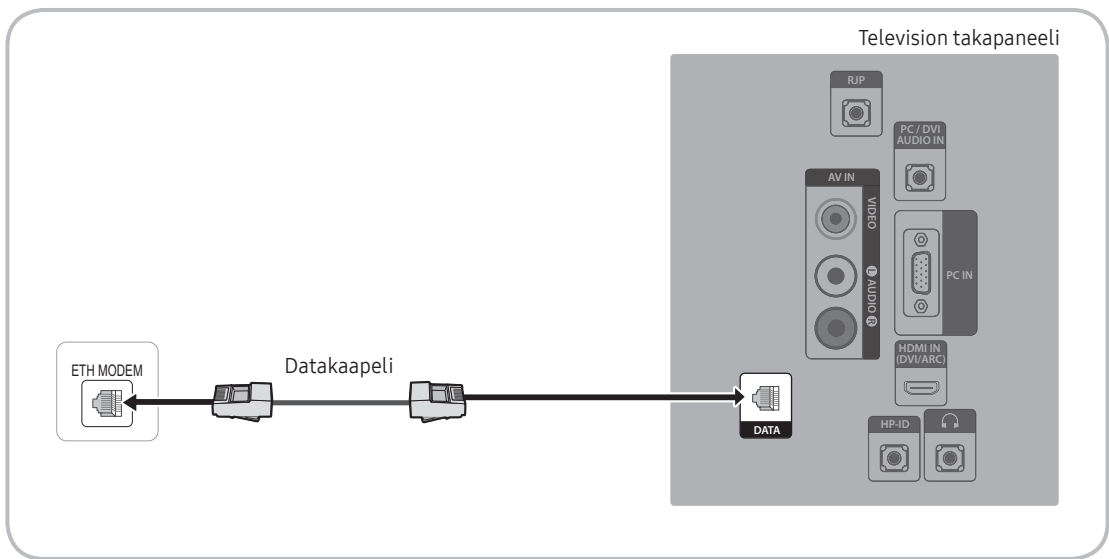 Television takapaneeli
RJP
PC / DVI
AUDIO IN
AV IN
VIDEO
L AUDIO R
PC IN
HDMI IN
(DVI/ARC)
ETH MODEM
Datakaapeli
DATA
HP-ID